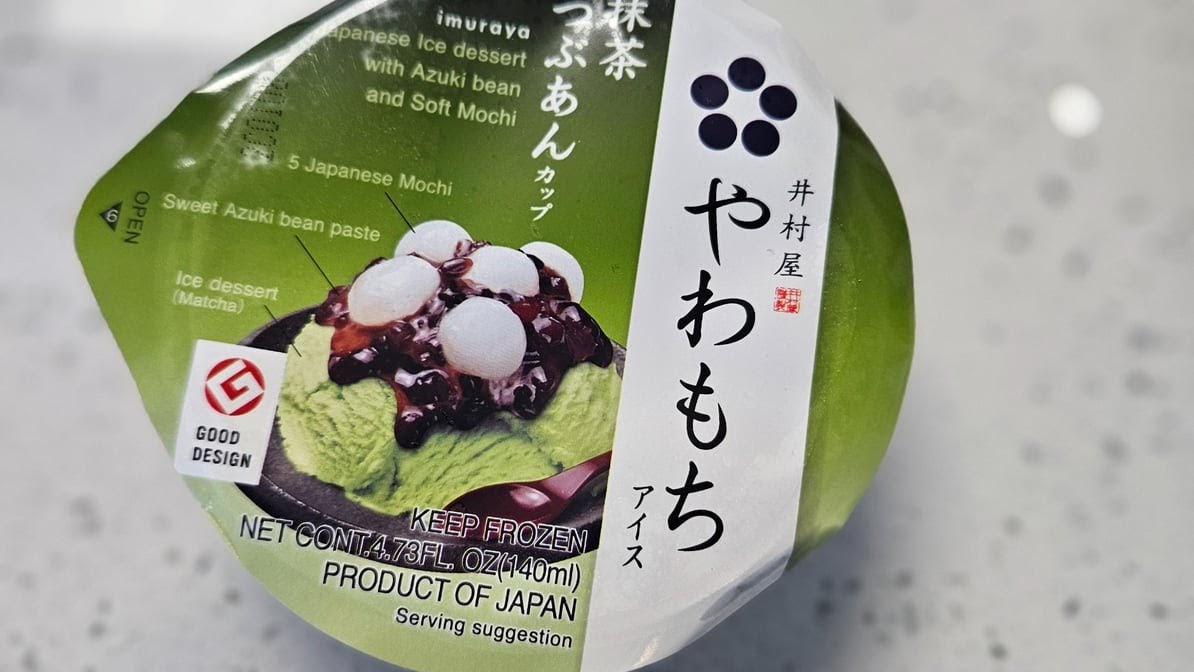 imuraya
Japanese Ice dessert
with Azuki bean
and Soft Mochi
抹茶
つぶあん
カップ
5 Japanese Mochi
Sweet Azuki bean paste
Ice dessert
(Matcha)
OPEN
6
GOOD
DESIGN
KEEP FROZEN
NET CONT.4.73FL. OZ(140ml)
PRODUCT OF JAPAN
Serving suggestion
井村屋
やわもち
アイス